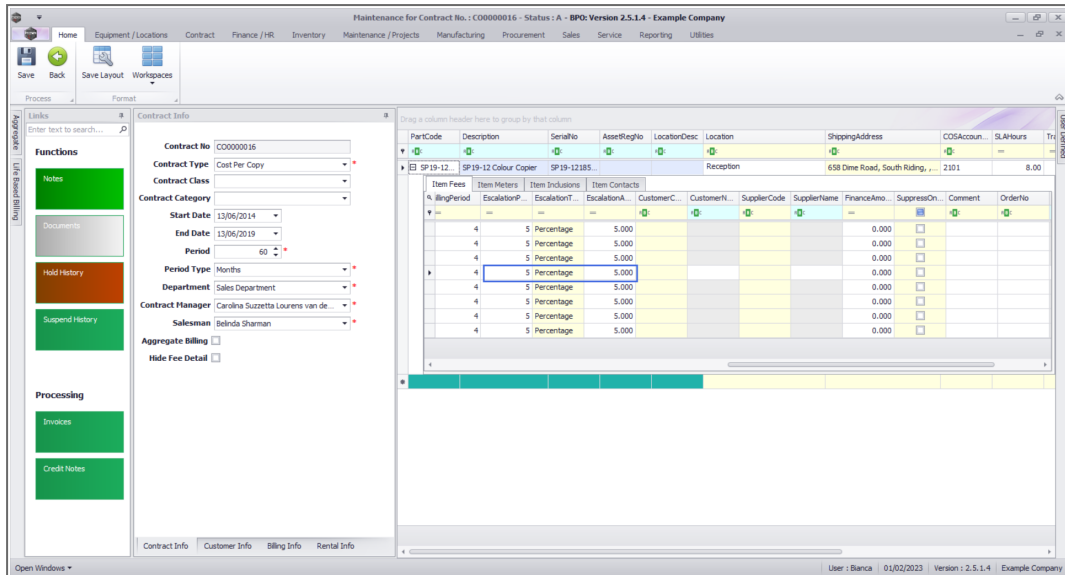 Maintenance for Contract No. : CO0000016 - Status : A - BPO: Version 2.5.1.4 - Example Company
Home Equipment / Locations Contract Finance / HR Inventory Maintenance / Projects Manufacturing Procurement Sales Service Reporting Utilities
Save Back Save Layout Workspaces
Process Format
Aggregate
Life Based Billing
Links
Enter text to search...
Functions
Notes
Documents
Hold History
Suspend History
Processing
Invoices
Credit Notes
Contract Info
Contract No CO0000016
Contract Type Cost Per Copy *
Contract Class
Contract Category
Start Date 13/06/2014
End Date 13/06/2019
Period 60 *
Period Type Months *
Department Sales Department *
Contract Manager Carolina Suzzetta Lourens van de... *
Salesman Belinda Sharman *
Aggregate Billing
Hide Fee Detail
Contract Info Customer Info Billing Info Rental Info
Drag a column header here to group by that column
PartCode Description SerialNo AssetRegNo LocationDesc Location ShippingAddress COSAccoun... SLAHours Tr
SP19-12... SP19-12 Colour Copier SP19-12185... Reception 658 Dime Road, South Riding, ,... 2101 8.00
Item Fees Item Meters Item Inclusions Item Contacts
illingPeriod EscalationP... EscalationT... EscalationA... CustomerC... CustomerN... SupplierCode SupplierName FinanceAmo... SuppressOn... Comment OrderNo
4 5 Percentage 5.000 0.000
4 5 Percentage 5.000 0.000
4 5 Percentage 5.000 0.000
4 5 Percentage 5.000 0.000
4 5 Percentage 5.000 0.000
4 5 Percentage 5.000 0.000
4 5 Percentage 5.000 0.000
4 5 Percentage 5.000 0.000
User Defined
Open Windows User : Bianca 01/02/2023 Version : 2.5.1.4 Example Company